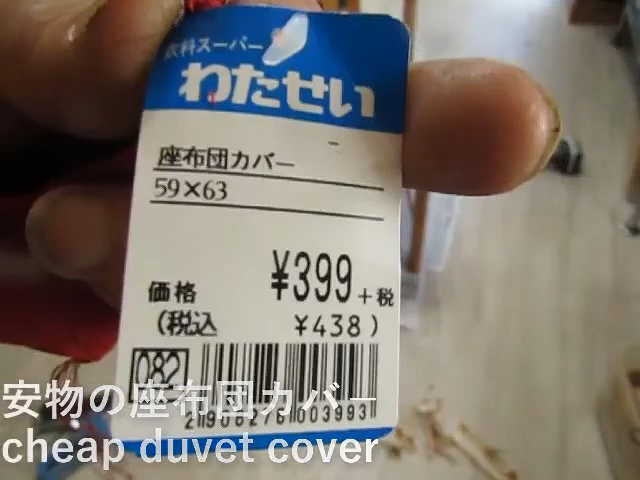 衣料スーパー
わたせい
座布団カバー
59×63
¥399+税
価格
(税込 ¥438)
082
2906276003993
安物の座布団カバー
cheap duvet cover